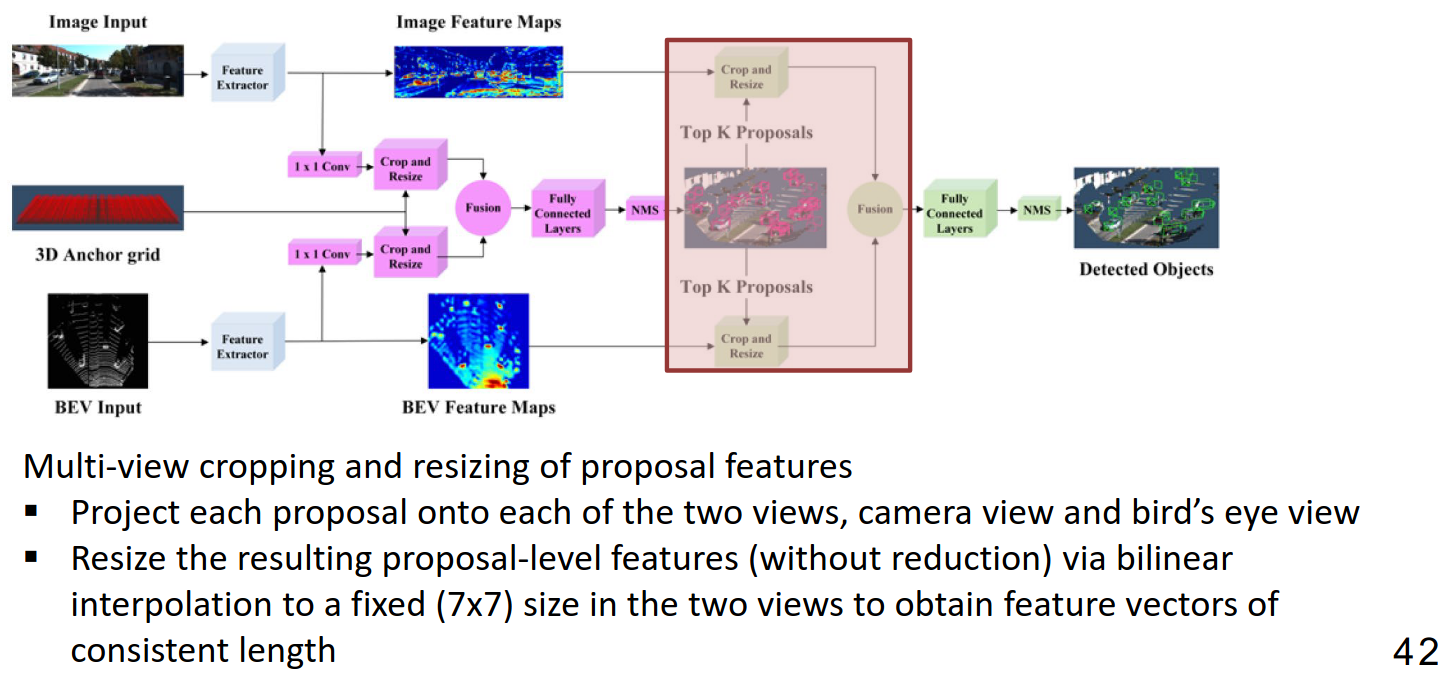 Image Input
Image Feature Maps
Feature
Extractor
Crop and
Resize
Top K Proposals
1 x 1 Conv
Crop and
Resize
3D Anchor grid
Fusion
Fully
Connected
Layers
NMS
Fusion
Fully
Connected
Layers
NMS
Detected Objects
1 x 1 Conv
Crop and
Resize
Top K Proposals
Feature
Extractor
Crop and
Resize
BEV Input
BEV Feature Maps
Multi-view cropping and resizing of proposal features
▪ Project each proposal onto each of the two views, camera view and bird’s eye view
▪ Resize the resulting proposal-level features (without reduction) via bilinear
interpolation to a fixed (7x7) size in the two views to obtain feature vectors of
consistent length
42